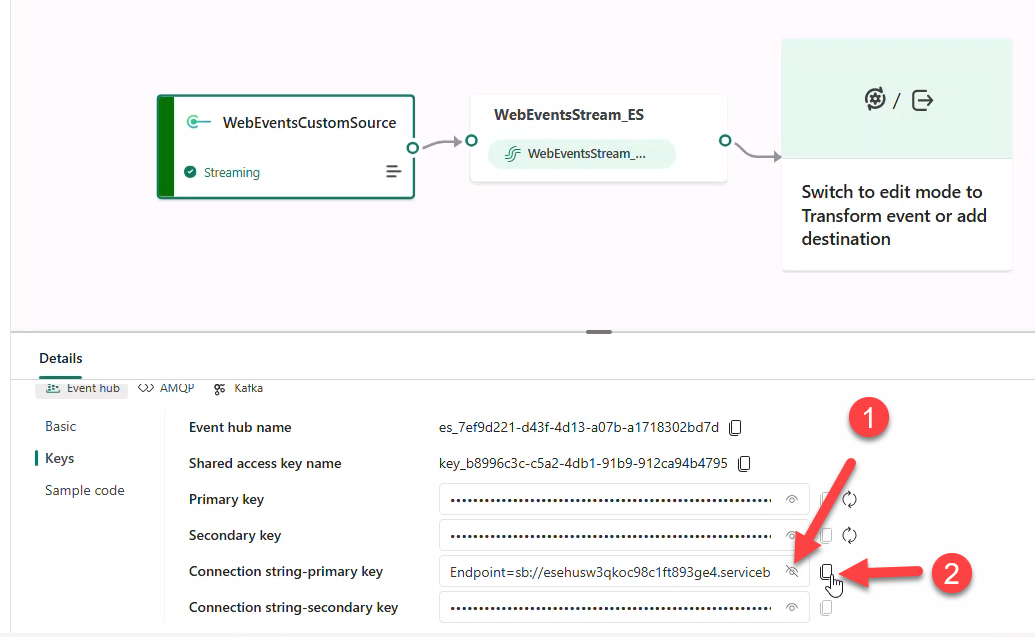 WebEventsCustomSource
Streaming
WebEventsStream_ES
WebEventsStream_...
/
Switch to edit mode to
Transform event or add
destination
Details
Event hub
AMQP
Kafka
Basic
Keys
Sample code
Event hub name es_7ef9d221-d43f-4d13-a07b-a1718302bd7d
Shared access key name key_b8996c3c-c5a2-4db1-91b9-912ca94b4795
Primary key
Secondary key
Connection string-primary key Endpoint=sb://esehusw3qkoc98c1ft893ge4.serviceb
Connection string-secondary key
1
2